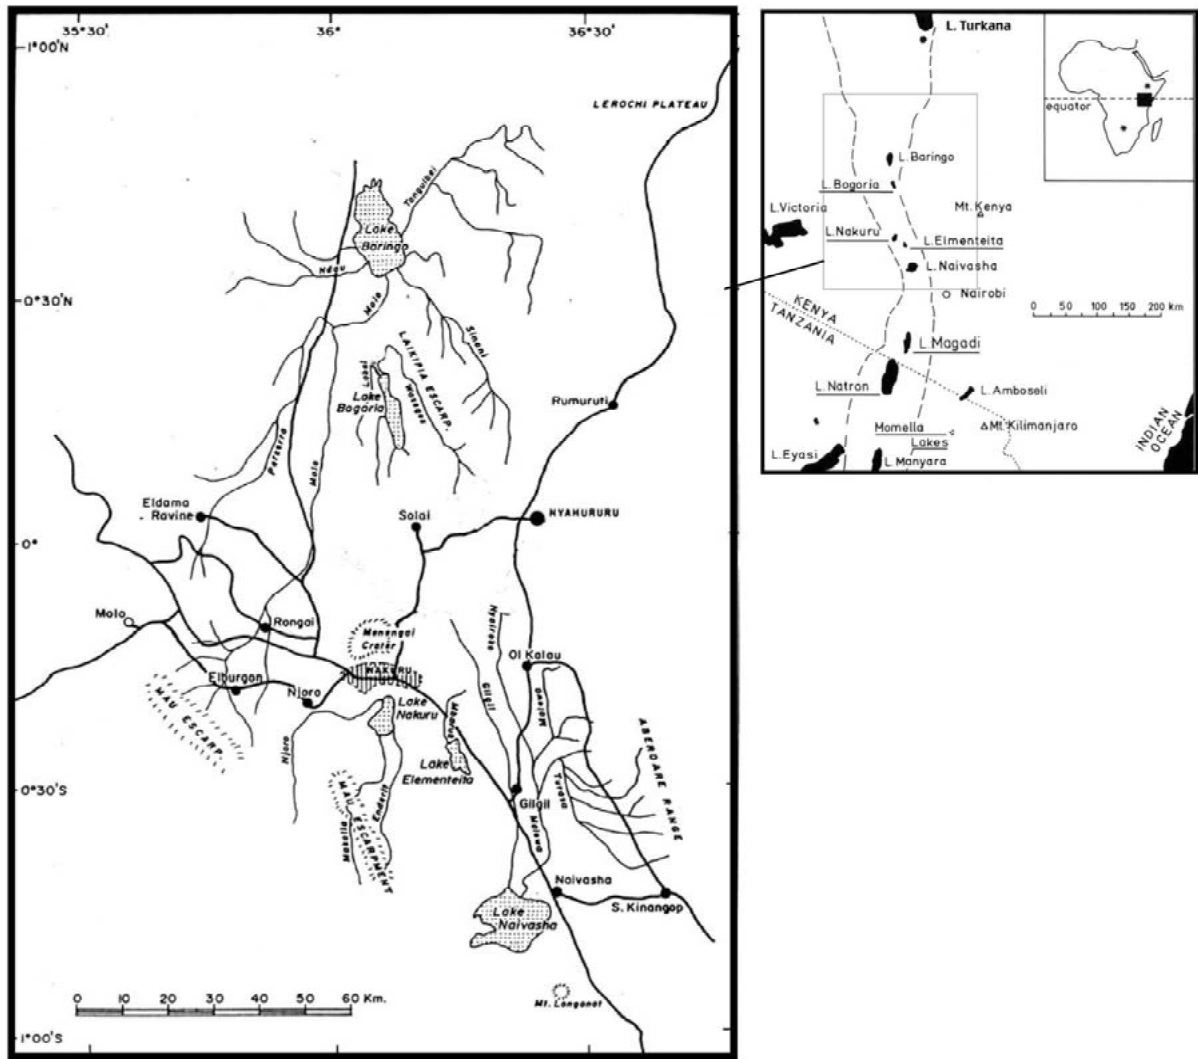 35°30'
36°
36°30'
1°00'N
LEROCHI PLATEAU
Tangulbei
Lake
Baringo
Ndau
0°30'N
Molo
Sineni
LAIKIPIA ESCARP.
Loboi
Lake
Bogoria
Wasages
Rumuruti
Perkerra
Molo
Eldama
Ravine
Solai
NYAHURURU
0°
Molo
Rongai
Menengai
Crater
NAKURU
Ol Kalau
Elburgon
Njoro
MAU ESCARP.
Lake
Nakuru
Gilgil
Njoro
Lake
Elementeita
ABERDARE RANGE
0°30'S
Gilgil
Turasa
Malewa
Enderit
MAU ESCARPMENT
Makalia
Naivasha
S. Kinangop
Lake
Naivasha
Mt. Longonot
0 10 20 30 40 50 60 Km.
1°00'S
L. Turkana
equator
L. Baringo
L. Bogoria
Mt. Kenya
L.Victoria
L.Nakuru
L.Elmenteita
L. Naivasha
Nairobi
0 50 100 150 200 km
KENYA
TANZANIA
L. Magadi
L. Natron
L. Amboseli
Momella
Lakes
Mt. Kilimanjaro
INDIAN
OCEAN
L.Eyasi
L. Manyara